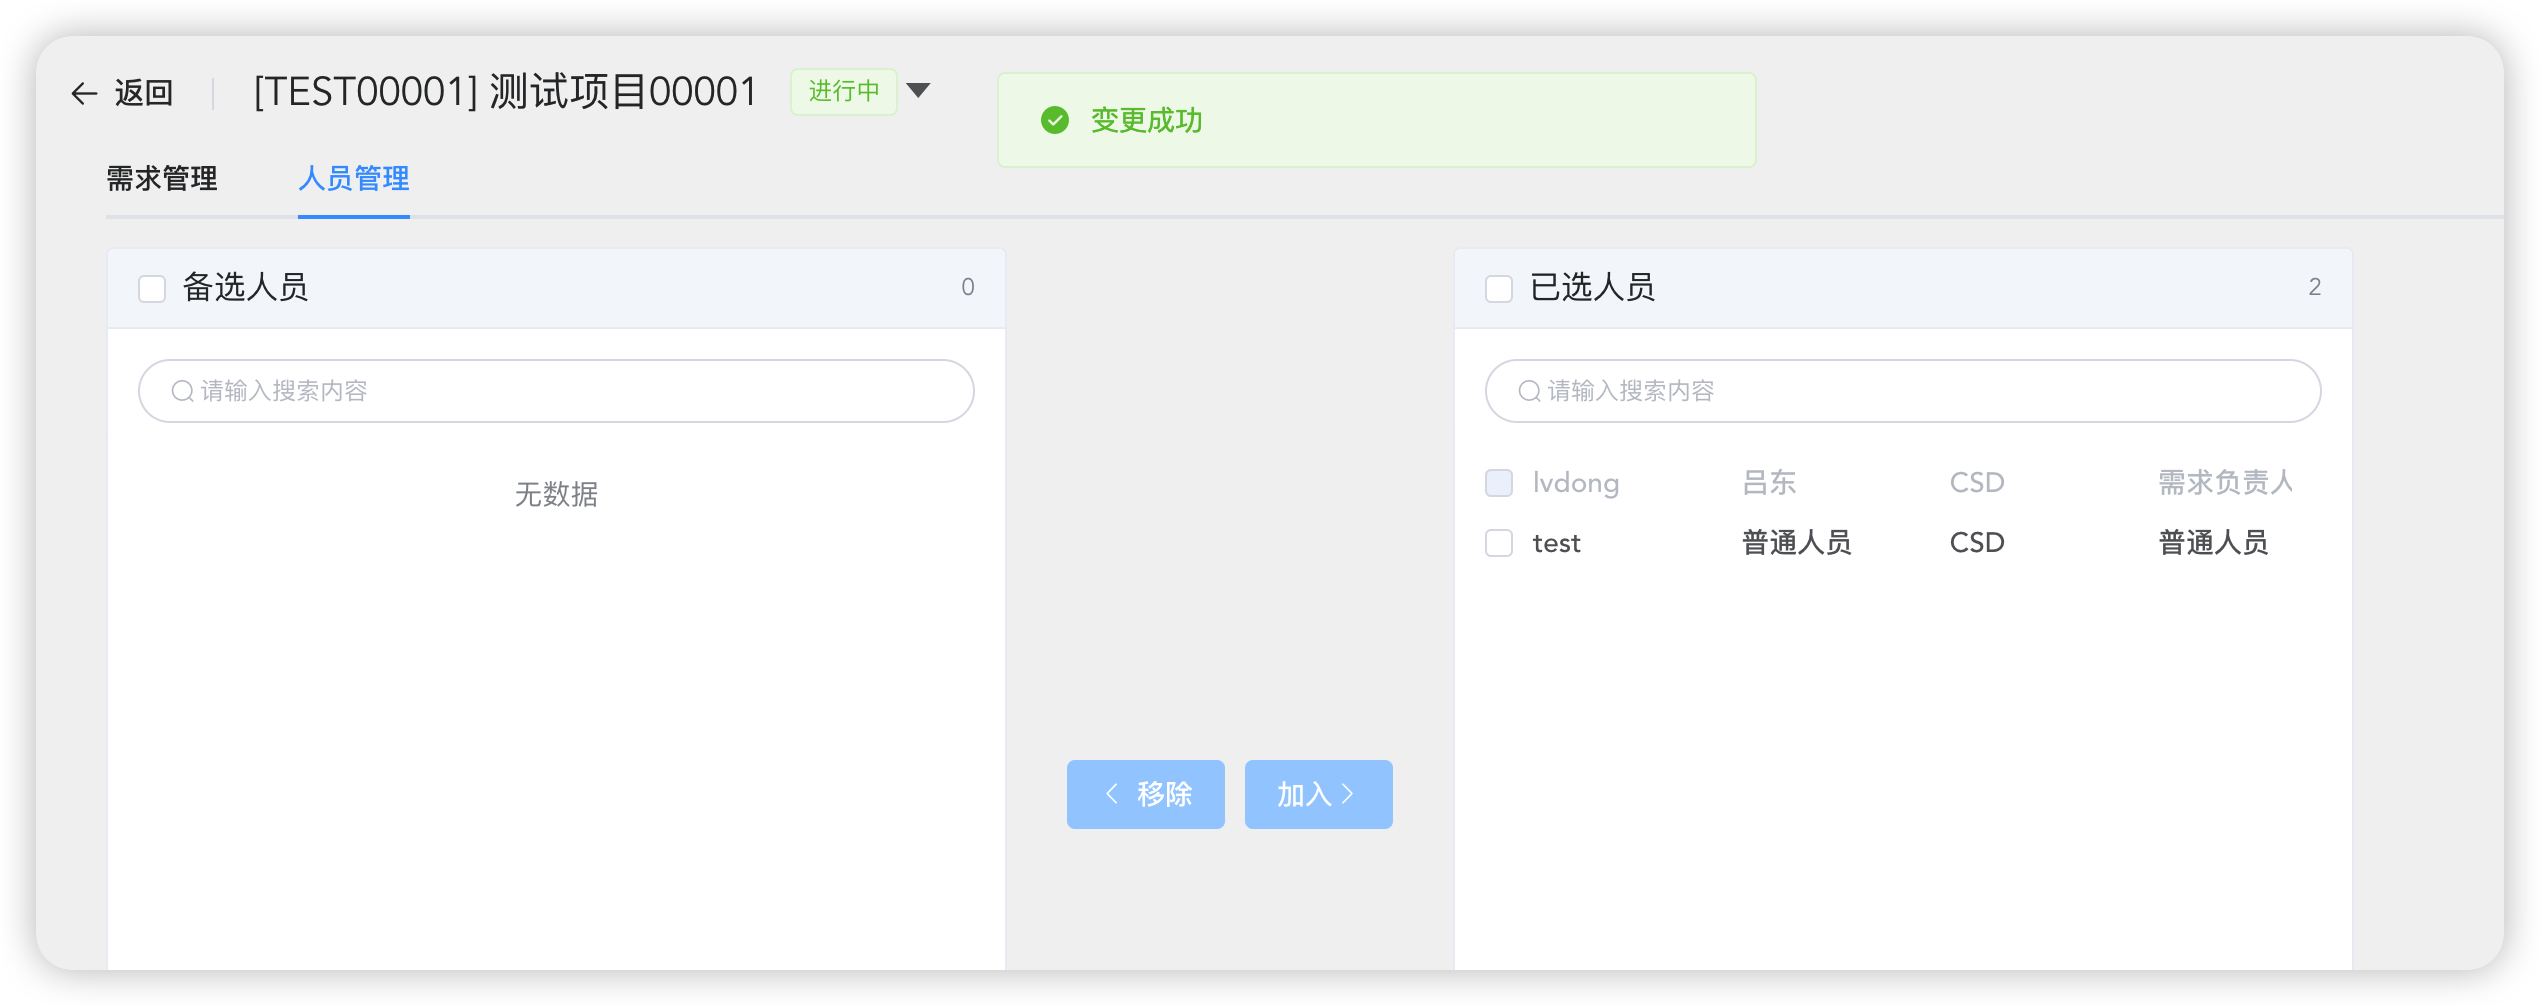 返回
[TEST00001] 测试项目00001
进行中
变更成功
需求管理 人员管理
备选人员 0
请输入搜索内容
无数据
移除 加入
已选人员 2
请输入搜索内容
lvdong 吕东 CSD 需求负责人
test 普通人员 CSD 普通人员